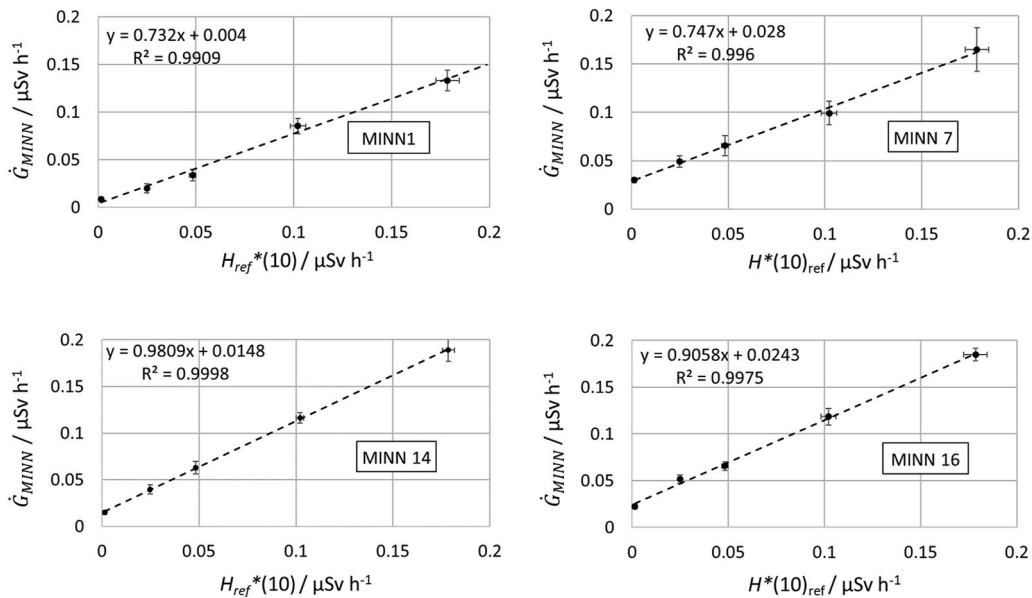 0.2
y = 0.732x + 0.004
R² = 0.9909
0.15
0.1
MINN1
0.05
0
0 0.05 0.1 0.15 0.2
Ġ_MINN / µSv h⁻¹
H_ref*(10) / µSv h⁻¹
0.2
y = 0.747x + 0.028
R² = 0.996
0.15
0.1
MINN 7
0.05
0
0 0.05 0.1 0.15 0.2
Ġ_MINN / µSv h⁻¹
H*(10)_ref / µSv h⁻¹
0.2
y = 0.9809x + 0.0148
R² = 0.9998
0.15
0.1
MINN 14
0.05
0
0 0.05 0.1 0.15 0.2
Ġ_MINN / µSv h⁻¹
H_ref*(10) / µSv h⁻¹
0.2
y = 0.9058x + 0.0243
R² = 0.9975
0.15
0.1
MINN 16
0.05
0
0 0.05 0.1 0.15 0.2
Ġ_MINN / µSv h⁻¹
H*(10)_ref / µSv h⁻¹